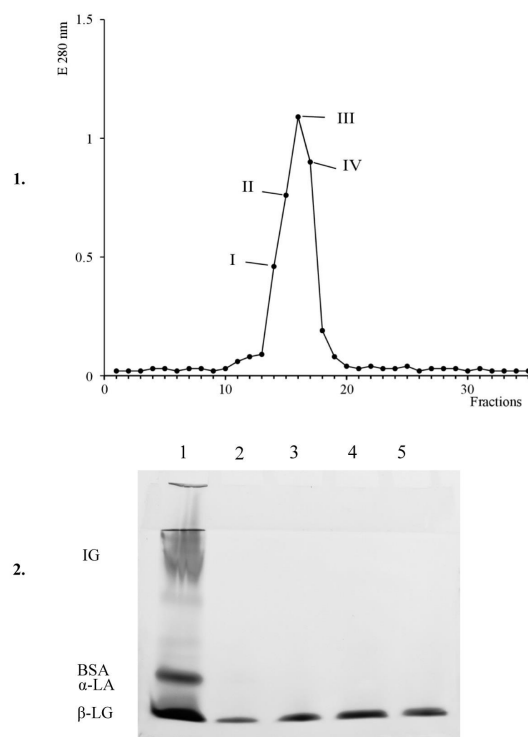 1.
E 280 nm
1.5
1
0.5
0
I
II
III
IV
0 10 20 30
Fractions
2.
1 2 3 4 5
IG
BSA
α-LA
β-LG